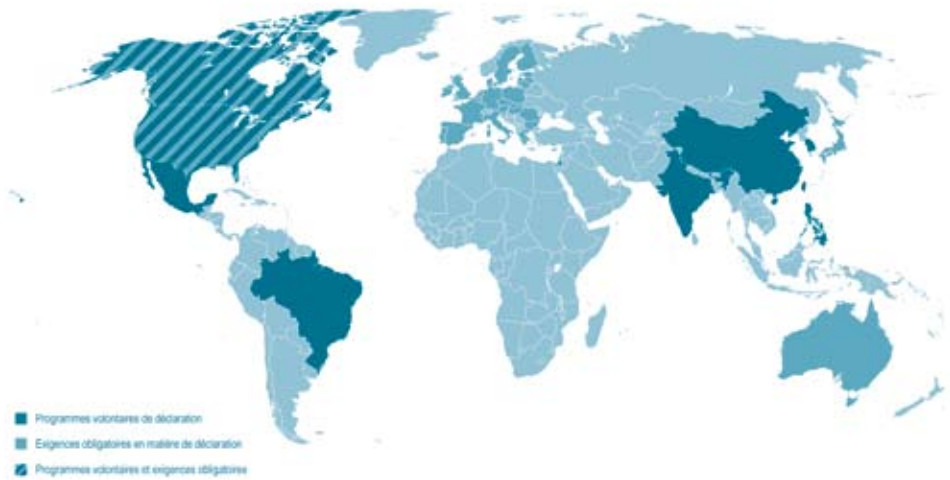 Programmes volontaires de déclaration
Exigences obligatoires en matière de déclaration
Programmes volontaires et exigences obligatoires